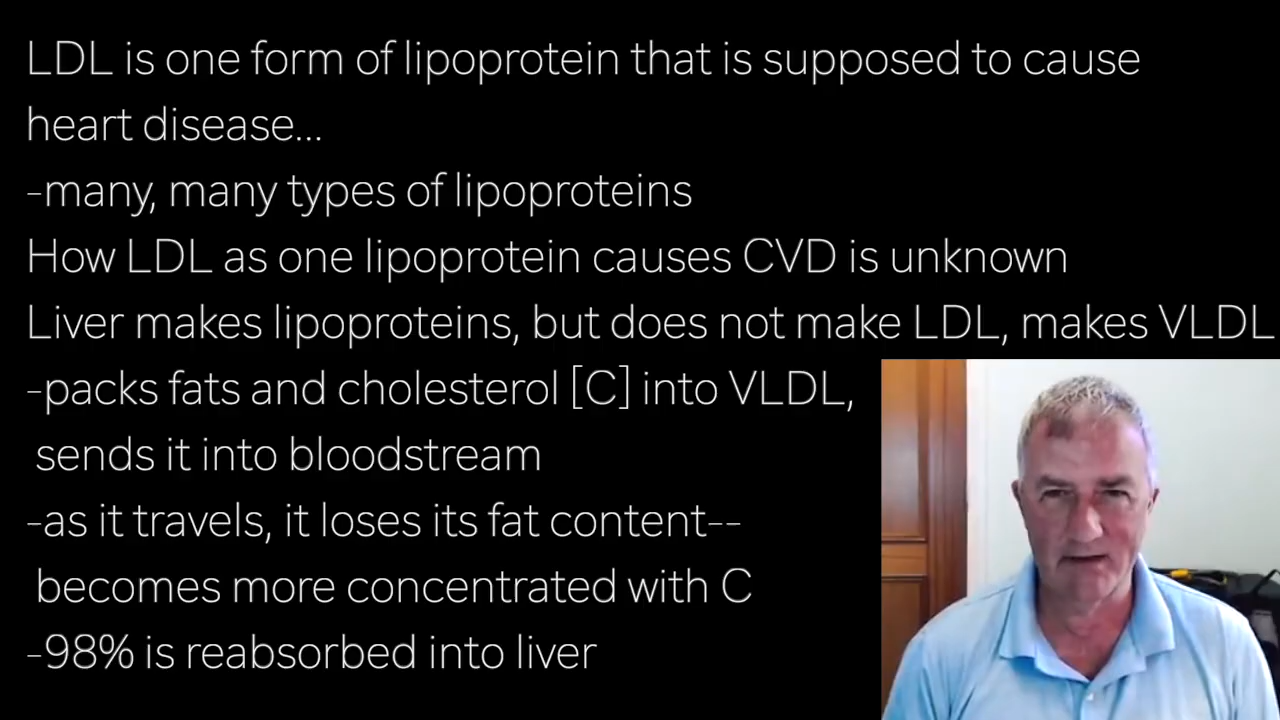 LDL is one form of lipoprotein that is supposed to cause
heart disease...
-many, many types of lipoproteins
How LDL as one lipoprotein causes CVD is unknown
Liver makes lipoproteins, but does not make LDL, makes VLDL
-packs fats and cholesterol [C] into VLDL,
sends it into bloodstream
-as it travels, it loses its fat content--
becomes more concentrated with C
-98% is reabsorbed into liver